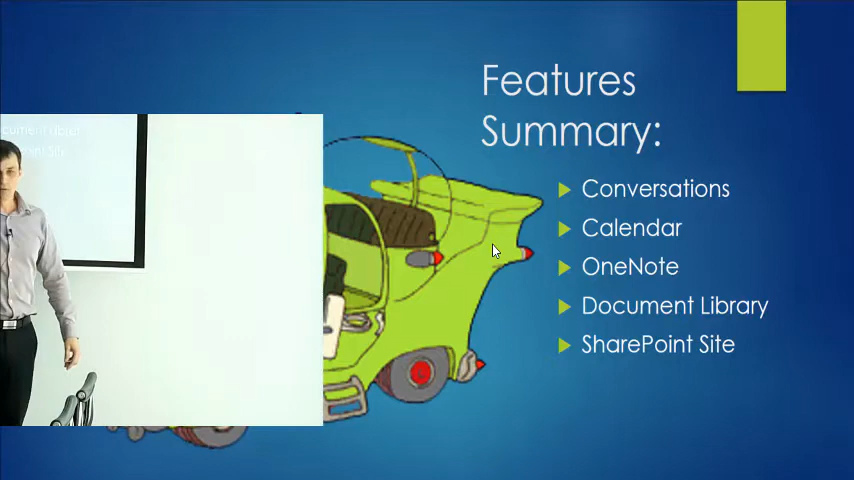 Features
Summary:
Conversations
Calendar
OneNote
Document Library
SharePoint Site